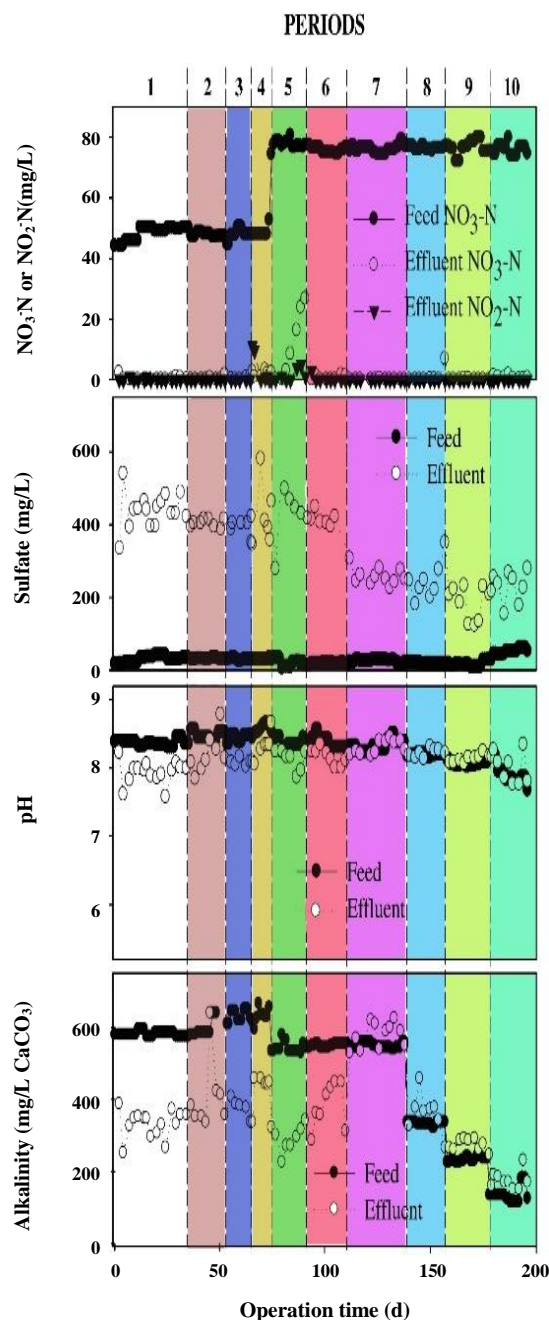 PERIODS
1 2 3 4 5 6 7 8 9 10
NO₃-N or NO₂-N(mg/L)
80
60
40
20
0
Feed NO₃-N
Effluent NO₃-N
Effluent NO₂-N
Sulfate (mg/L)
600
400
200
0
Feed
Effluent
pH
9
8
7
6
Feed
Effluent
Alkalinity (mg/L CaCO₃)
600
400
200
0
Feed
Effluent
0 50 100 150 200
Operation time (d)